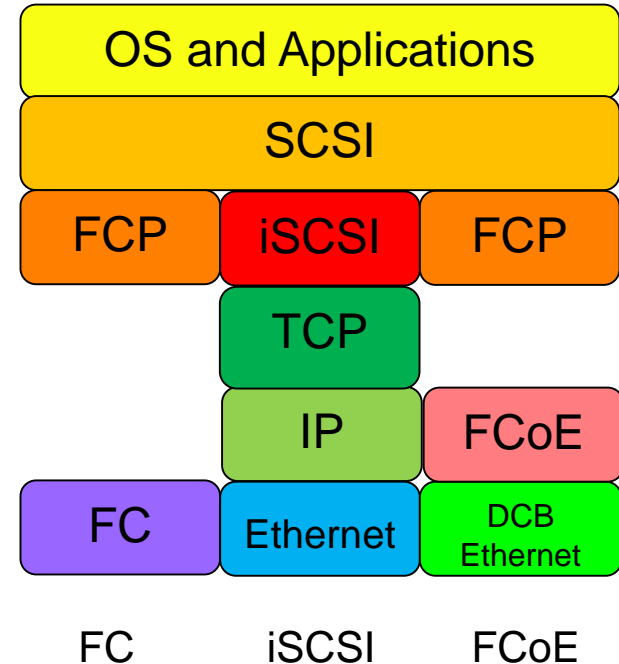 OS and Applications
SCSI
FCP iSCSI FCP
TCP
IP FCoE
FC Ethernet DCB
Ethernet
FC iSCSI FCoE